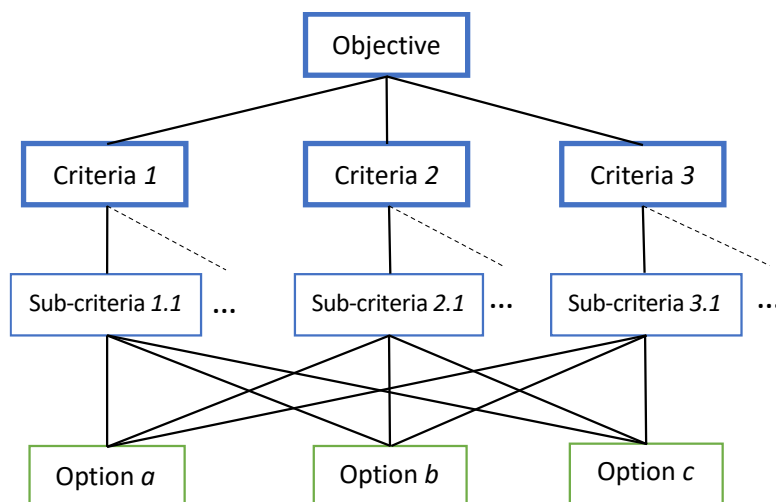 Objective
Criteria 1
Criteria 2
Criteria 3
Sub-criteria 1.1
...
Sub-criteria 2.1
...
Sub-criteria 3.1
...
Option a
Option b
Option c